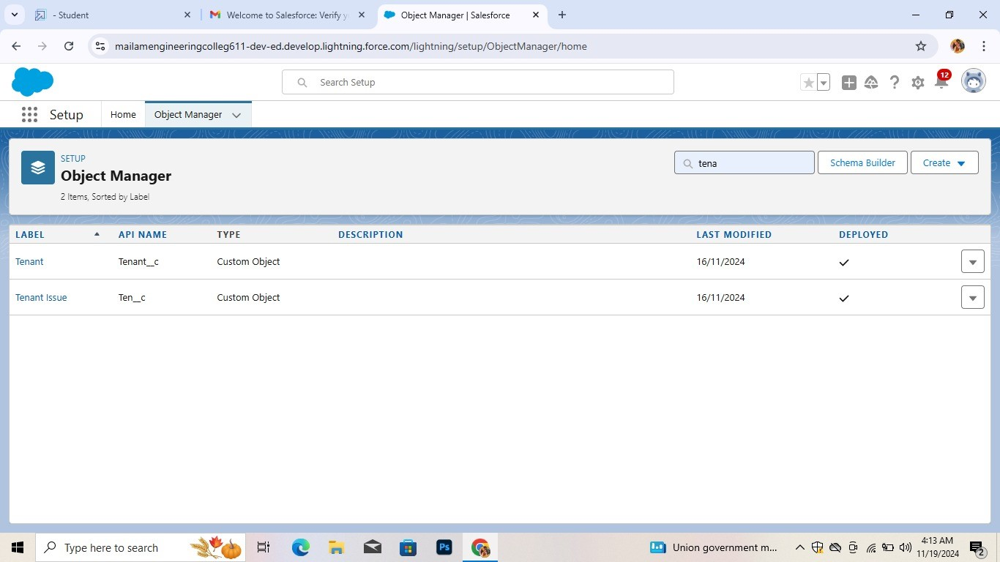 - Student
Welcome to Salesforce: Verify y
Object Manager | Salesforce
mailamengineeringcolleg611-dev-ed.develop.lightning.force.com/lightning/setup/ObjectManager/home
Search Setup
12
Setup
Home
Object Manager
SETUP
Object Manager
2 Items, Sorted by Label
tena
Schema Builder
Create
LABEL API NAME TYPE DESCRIPTION LAST MODIFIED DEPLOYED
Tenant Tenant__c Custom Object 16/11/2024
Tenant Issue Ten__c Custom Object 16/11/2024
Type here to search
Ps
Union government m...
4:13 AM
11/19/2024
2